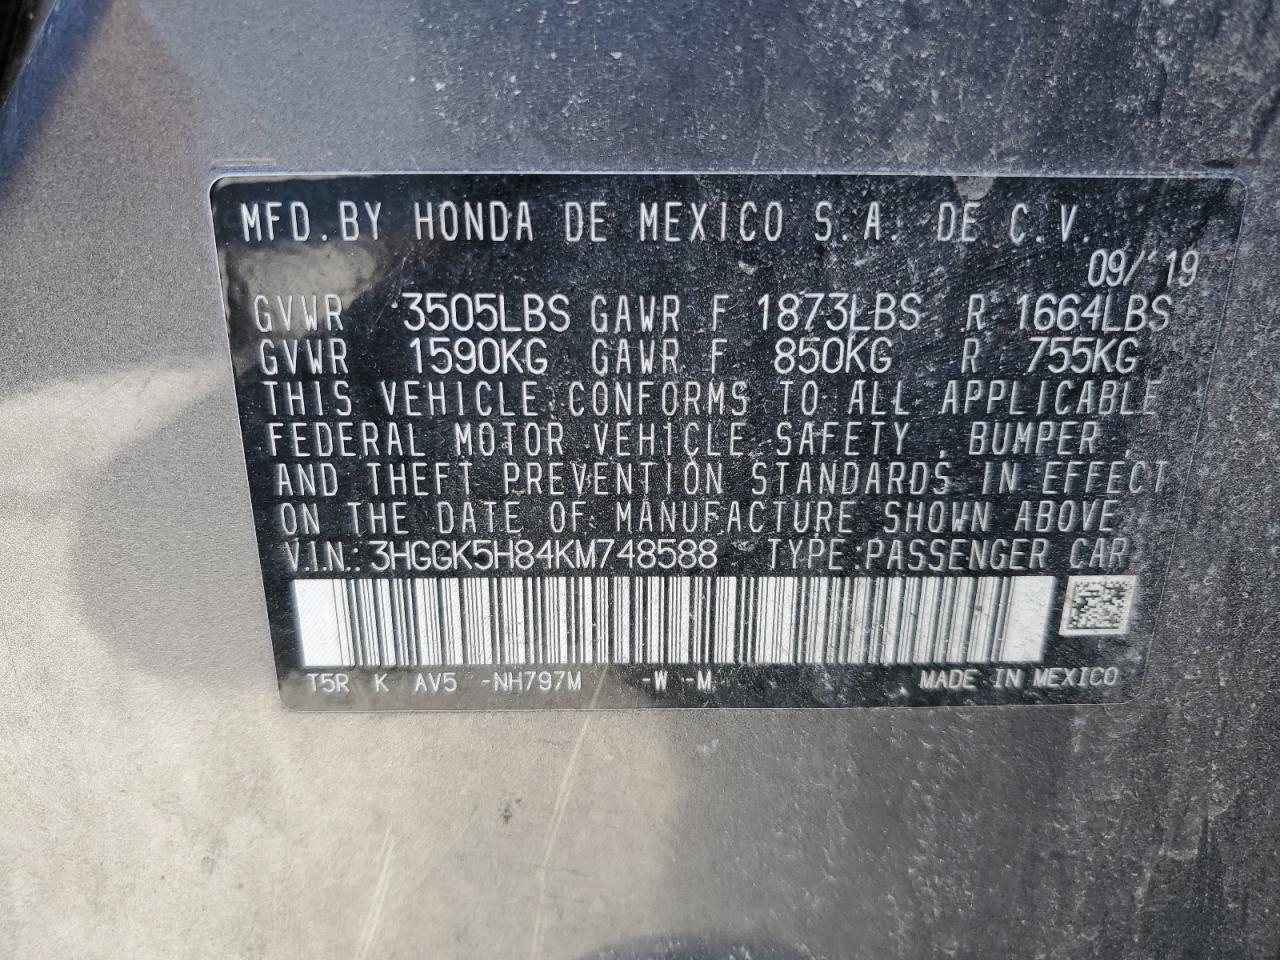 MFD. BY HONDA DE MEXICO S.A. DE C.V.
09/'19
GVWR 3505LBS GAWR F 1873LBS R 1664LBS
GVWR 1590KG GAWR F 850KG R 755KG
THIS VEHICLE CONFORMS TO ALL APPLICABLE
FEDERAL MOTOR VEHICLE SAFETY, BUMPER,
AND THEFT PREVENTION STANDARDS IN EFFECT
ON THE DATE OF MANUFACTURE SHOWN ABOVE.
V.I.N.: 3HGGK5H84KM748588 TYPE:PASSENGER CAR
T5R K AV5 -NH797M -W -M MADE IN MEXICO